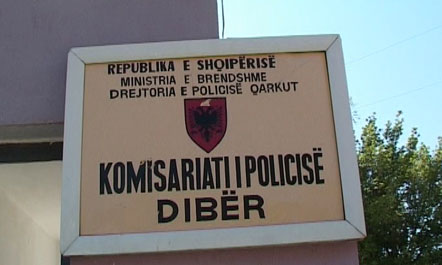 REPUBLIKA E SHQIPËRISË
MINISTRIA E BRENDSHME
DREJTORIA E POLICISË QARKUT
KOMISARIATI I POLICISË
DIBËR